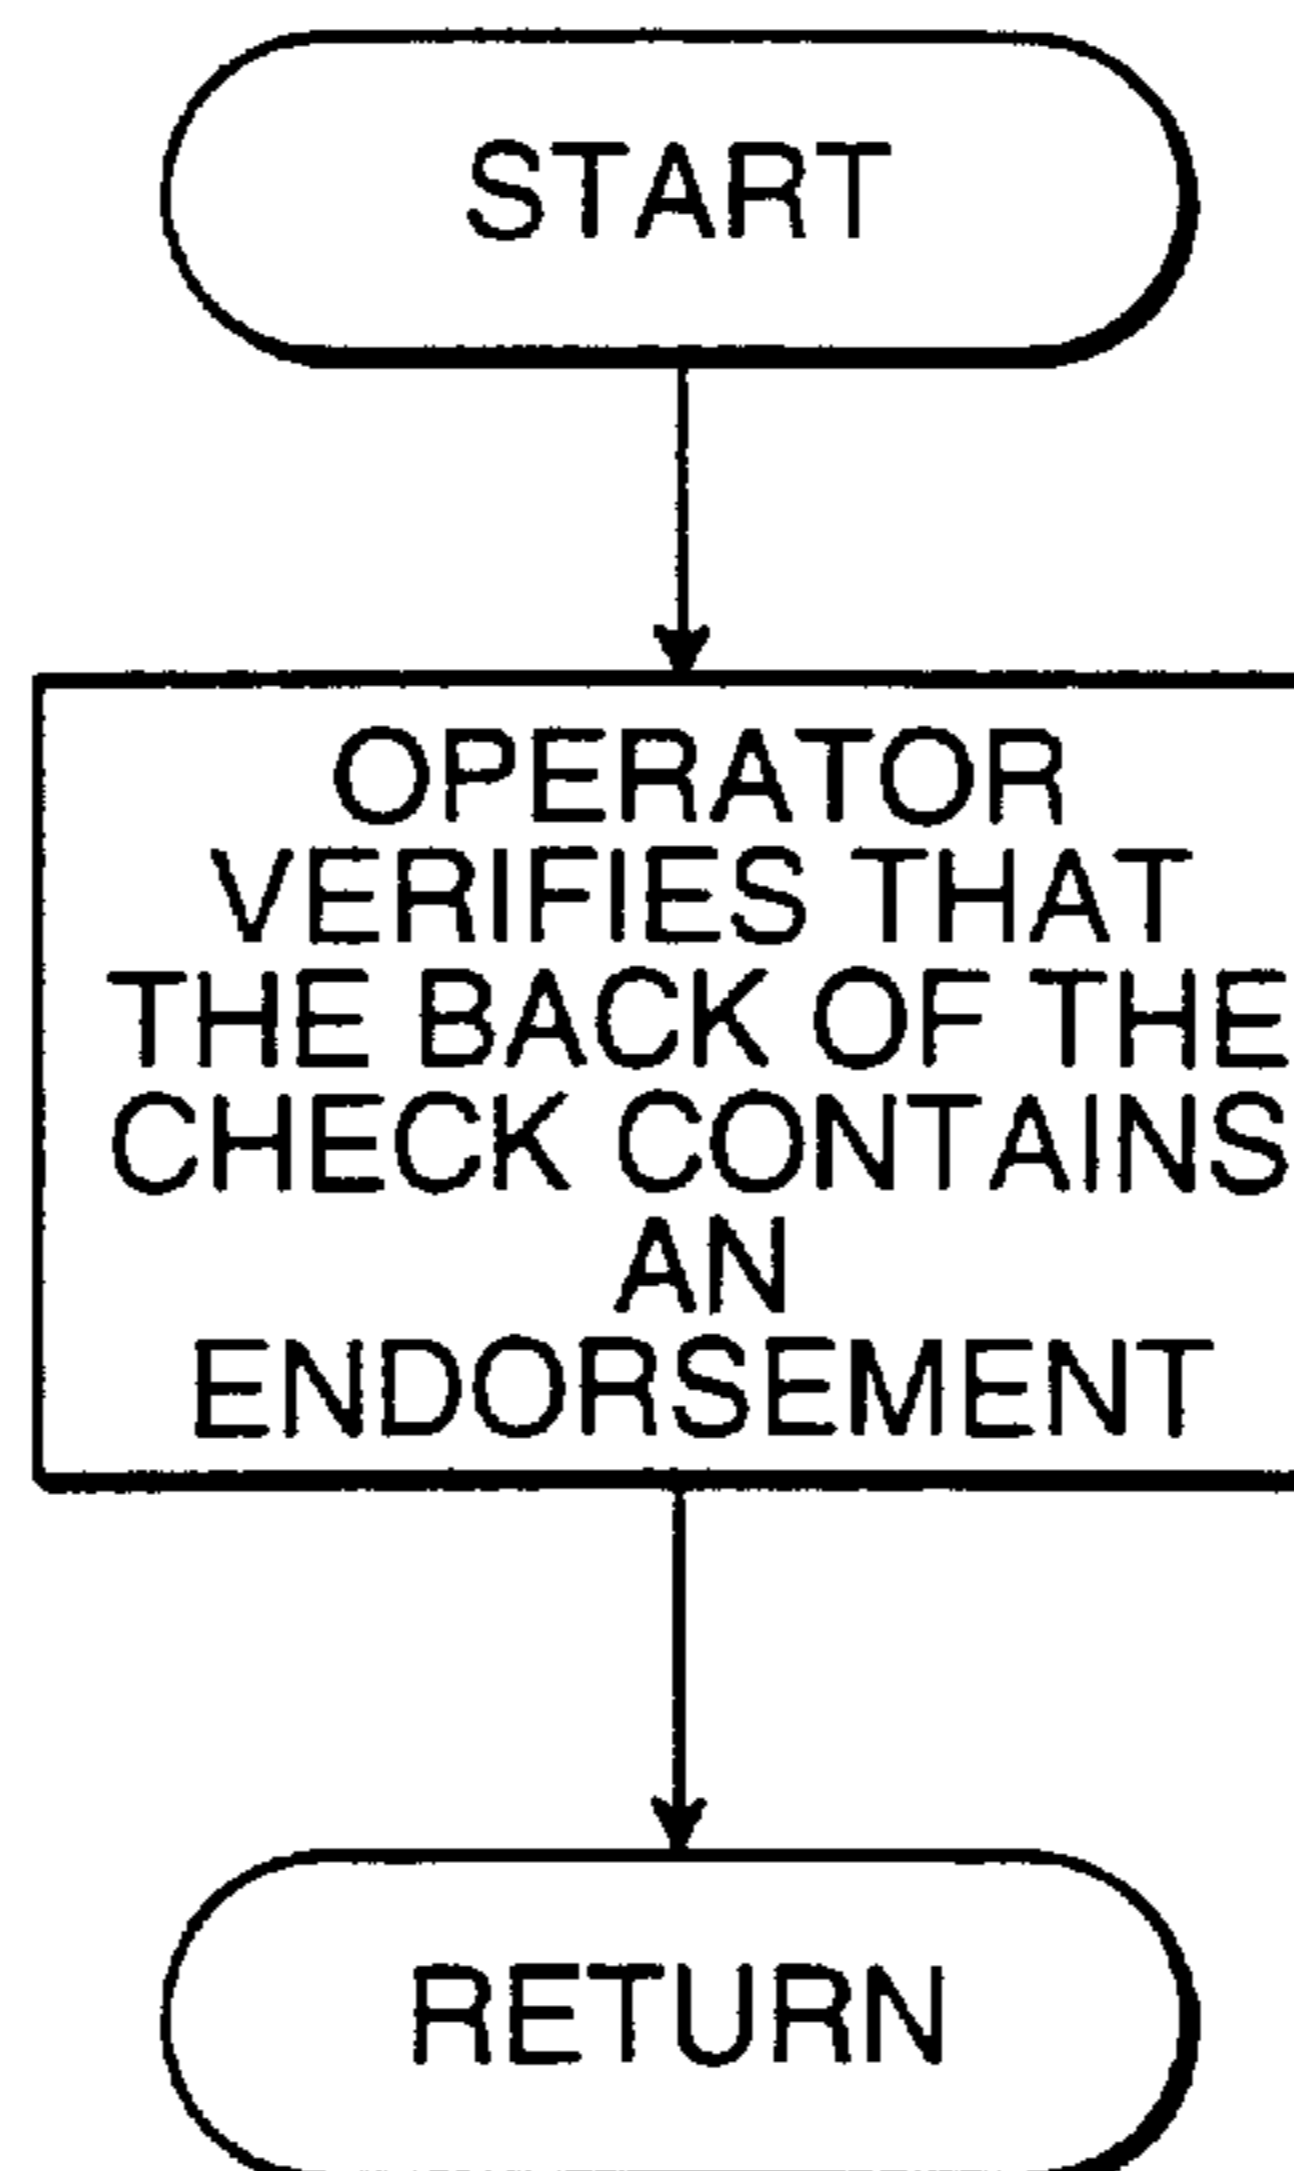 START
OPERATOR
VERIFIES THAT
THE BACK OF THE
CHECK CONTAINS
AN
ENDORSEMENT
RETURN